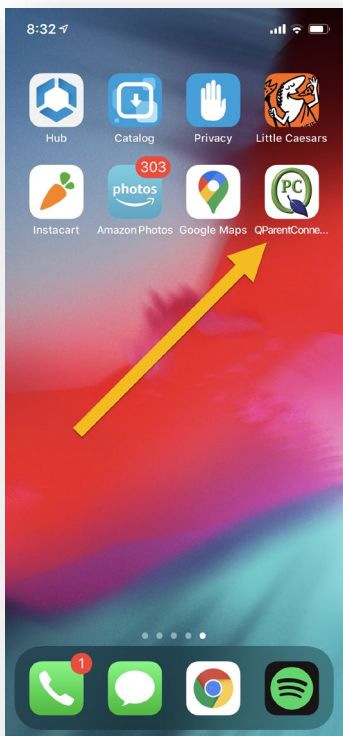 8:32
Hub
Catalog
Privacy
Little Caesars
303
photos
PC
Instacart
Amazon Photos
Google Maps
QParentConne...
1